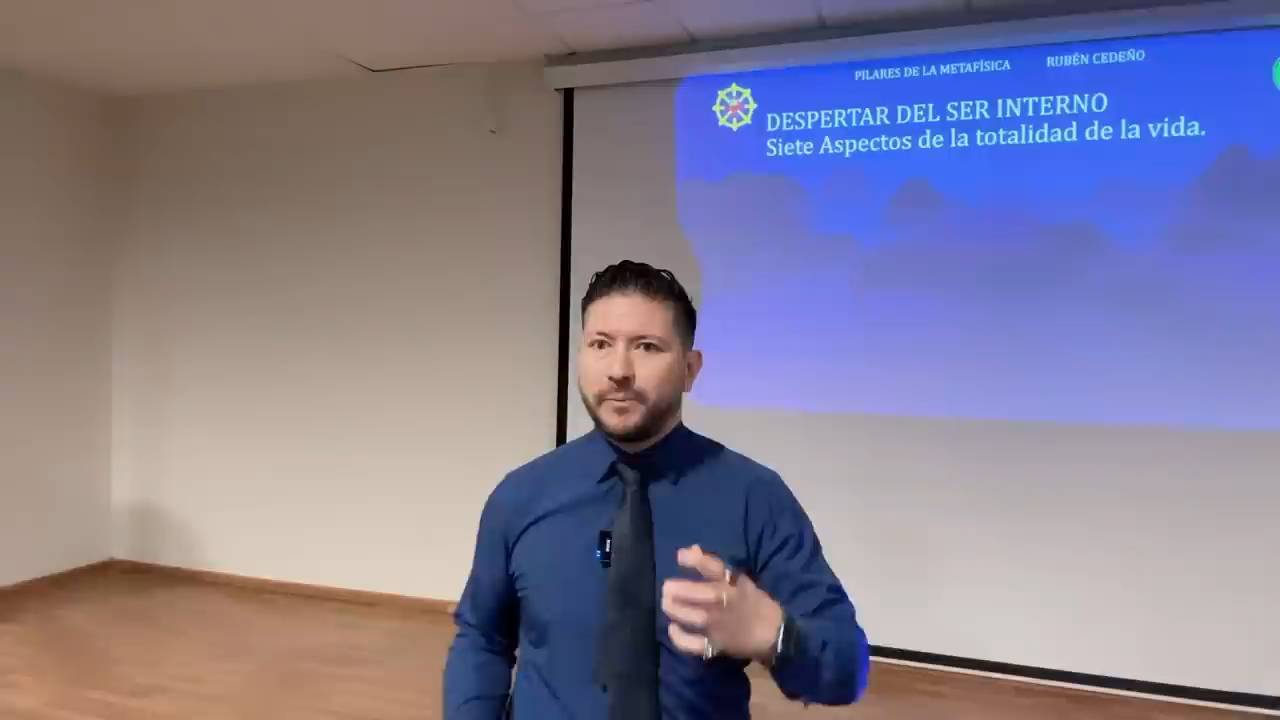 PILARES DE LA METAFÍSICA RUBÉN CEDEÑO
DESPERTAR DEL SER INTERNO
Siete Aspectos de la totalidad de la vida.